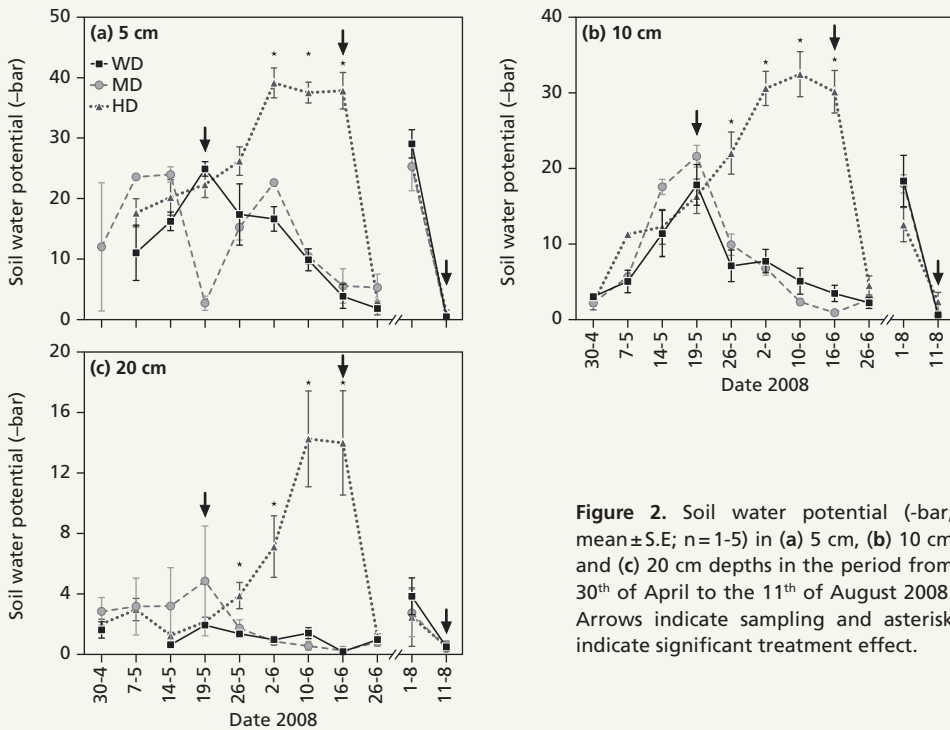 (a) 5 cm
WD
MD
HD
Soil water potential (–bar)
50
40
30
20
10
0
(b) 10 cm
Soil water potential (–bar)
40
30
20
10
0
30-4
7-5
14-5
19-5
26-5
2-6
10-6
16-6
26-6
1-8
11-8
Date 2008
(c) 20 cm
Soil water potential (–bar)
20
16
12
8
4
0
30-4
7-5
14-5
19-5
26-5
2-6
10-6
16-6
26-6
1-8
11-8
Date 2008
Figure 2. Soil water potential (-bar;
mean ± S.E; n = 1-5) in (a) 5 cm, (b) 10 cm
and (c) 20 cm depths in the period from
30th of April to the 11th of August 2008
Arrows indicate sampling and asterisk
indicate significant treatment effect.